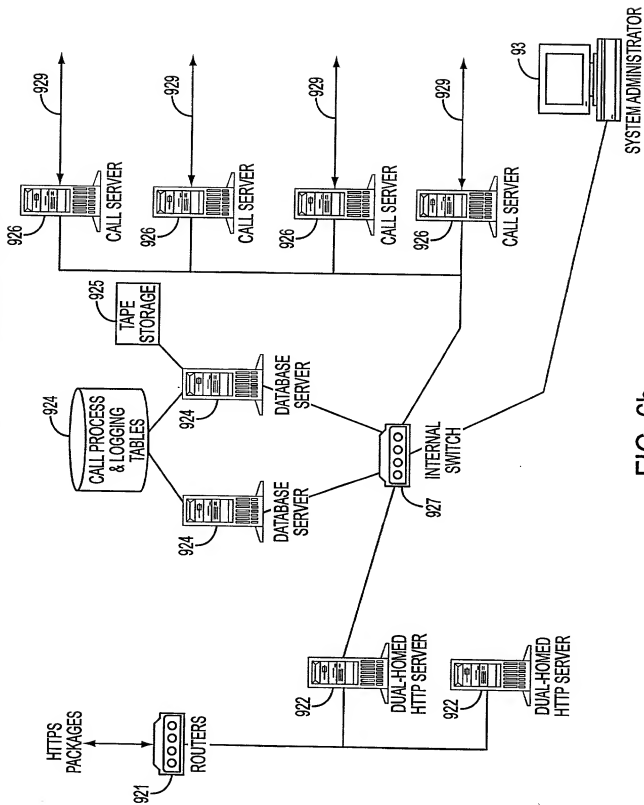 HTTPS
PACKAGES
921
ROUTERS
922
DUAL-HOMED
HTTP SERVER
922
DUAL-HOMED
HTTP SERVER
924
CALL PROCESS
& LOGGING
TABLES
925
TAPE
STORAGE
924
DATABASE
SERVER
924
DATABASE
SERVER
INTERNAL
SWITCH
927
929
926
CALL SERVER
929
926
CALL SERVER
929
926
CALL SERVER
929
926
CALL SERVER
93
SYSTEM ADMINISTRATOR
FIG.